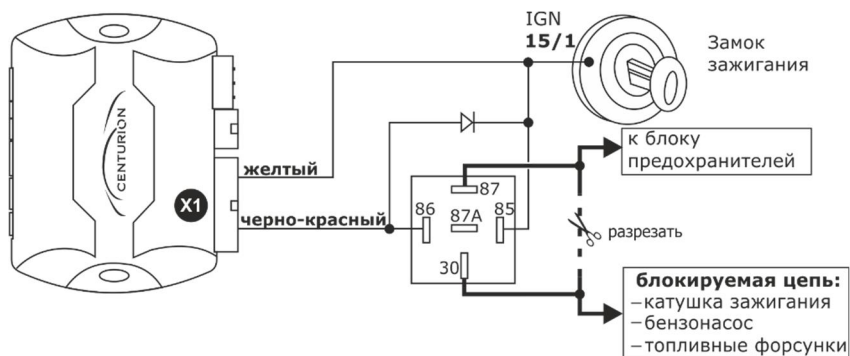 IGN
15/1
Замок
зажигания
CENTURION
желтый
X1
черно-красный
к блоку
предохранителей
87
86
87A
85
30
разрезать
блокируемая цепь:
–катушка зажигания
–бензонасос
–топливные форсунки